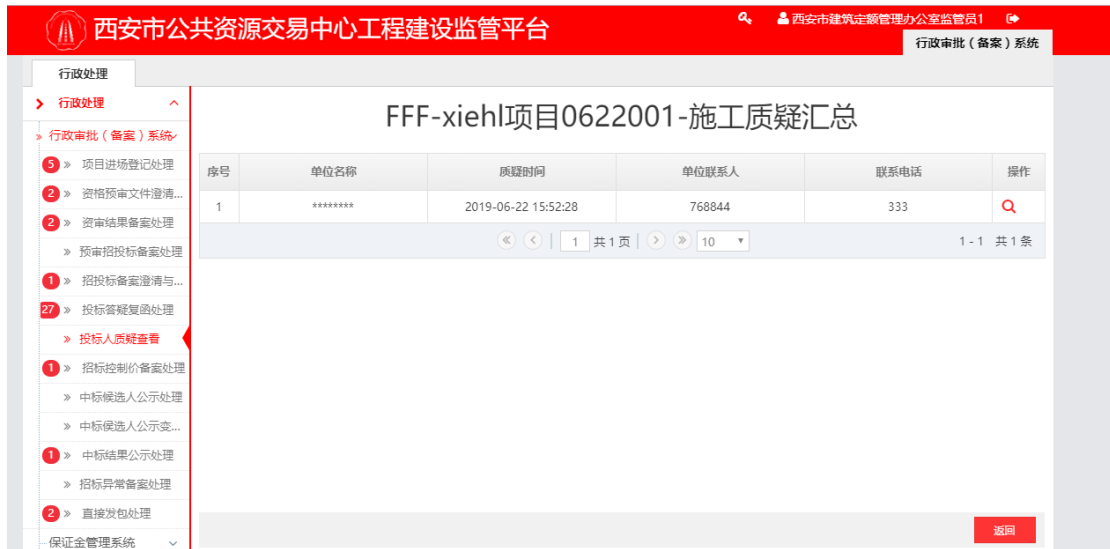 西安市公共资源交易中心工程建设监管平台
西安市建筑定额管理办公室监管员1
行政审批（备案）系统
行政处理
行政处理
行政审批（备案）系统
5 » 项目进场登记处理
2 » 资格预审文件澄清...
2 » 资审结果备案处理
» 预审招投标备案处理
1 » 招投标备案澄清与...
27 » 投标答疑复函处理
» 投标人质疑查看
1 » 招标控制价备案处理
» 中标候选人公示处理
» 中标候选人公示变...
1 » 中标结果公示处理
» 招标异常备案处理
2 » 直接发包处理
保证金管理系统
FFF-xiehl项目0622001-施工质疑汇总
序号 单位名称 质疑时间 单位联系人 联系电话 操作
1 ******** 2019-06-22 15:52:28 768844 333
1 共1页 10 1 - 1 共1条
返回